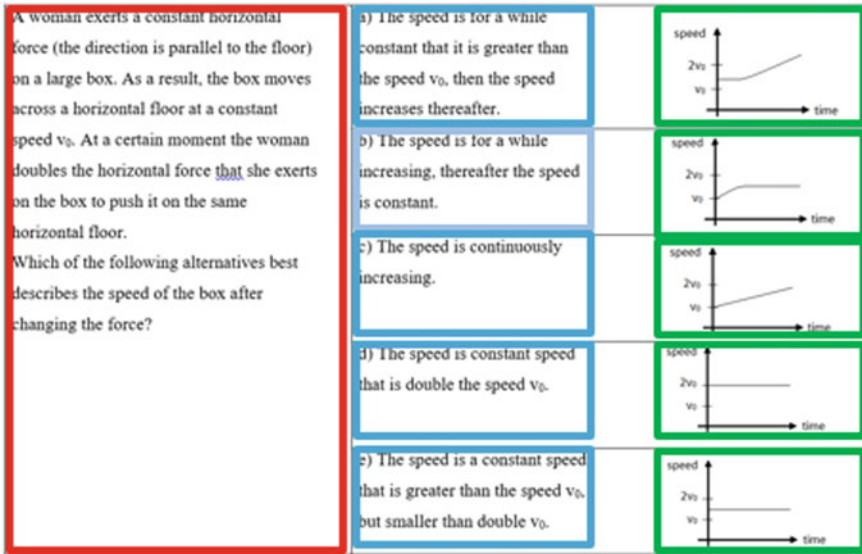 A woman exerts a constant horizontal
force (the direction is parallel to the floor)
on a large box. As a result, the box moves
across a horizontal floor at a constant
speed v₀. At a certain moment the woman
doubles the horizontal force that she exerts
on the box to push it on the same
horizontal floor.
Which of the following alternatives best
describes the speed of the box after
changing the force?
a) The speed is for a while
constant that it is greater than
the speed v₀, then the speed
increases thereafter.
speed
2v₀
v₀
time
b) The speed is for a while
increasing, thereafter the speed
is constant.
speed
2v₀
v₀
time
c) The speed is continuously
increasing.
speed
2v₀
v₀
time
d) The speed is constant speed
that is double the speed v₀.
speed
2v₀
v₀
time
e) The speed is a constant speed
that is greater than the speed v₀,
but smaller than double v₀.
speed
2v₀
v₀
time